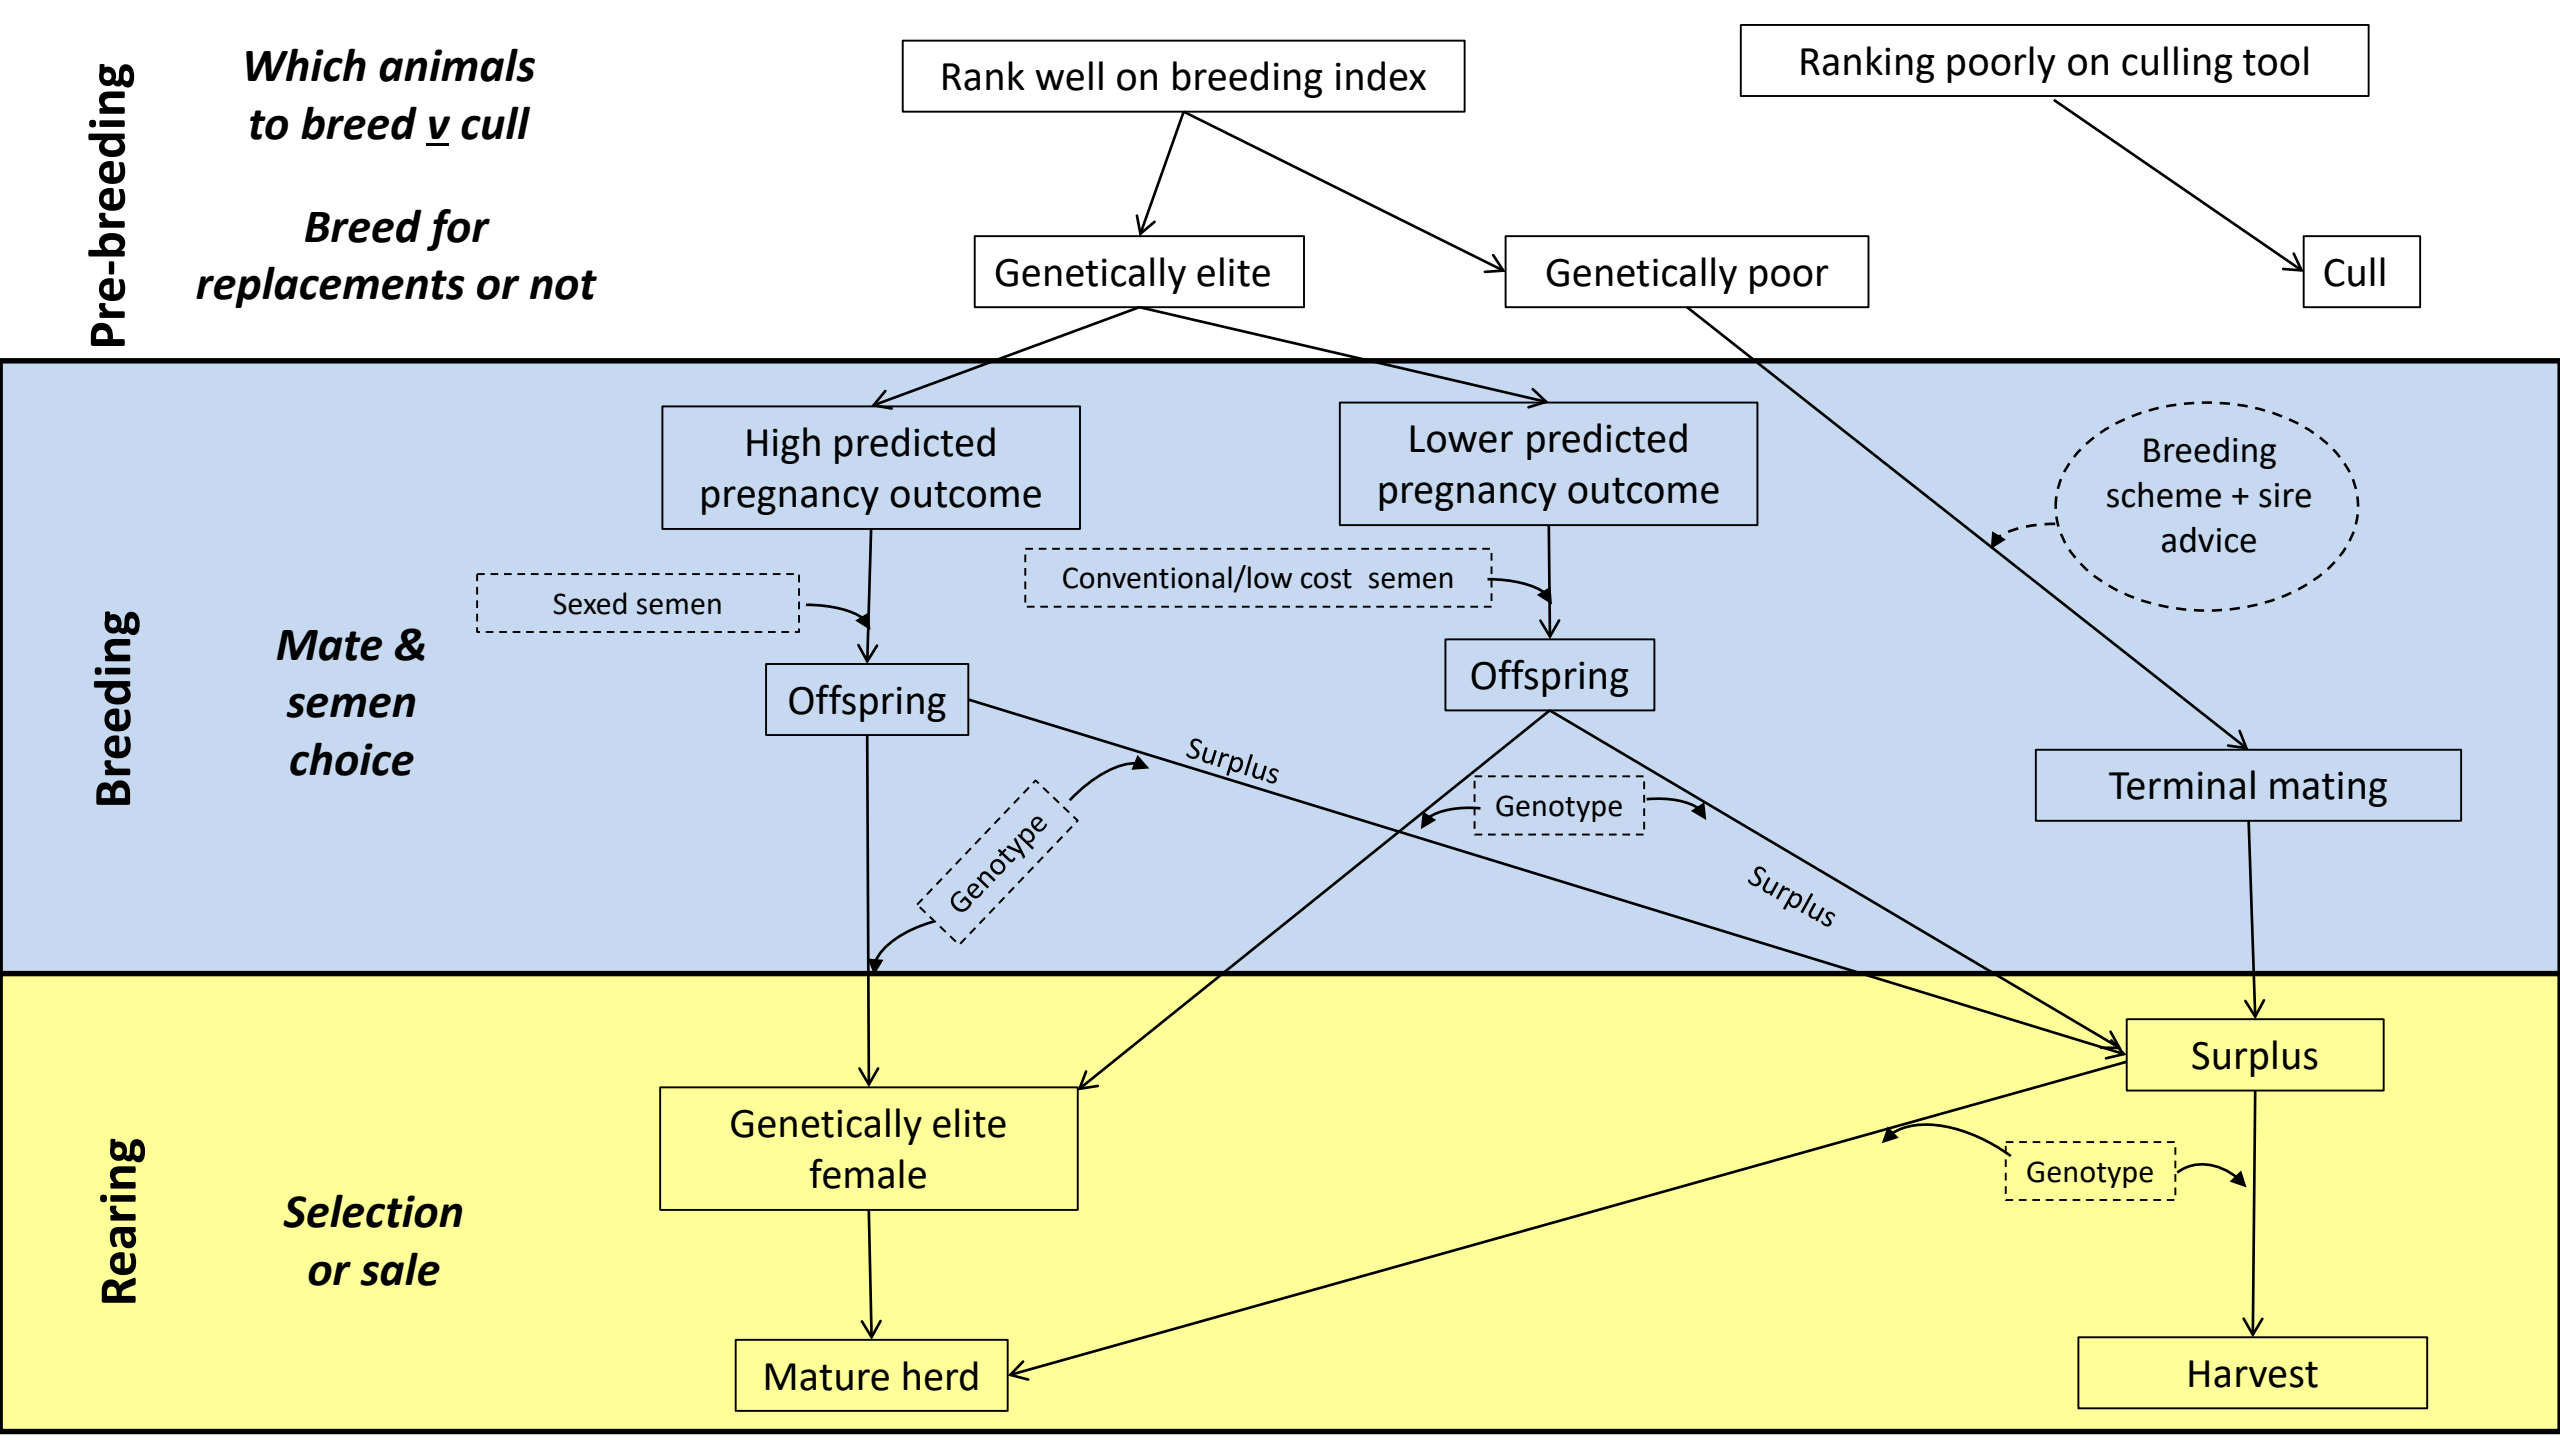 Pre-breeding
Which animals
to breed v cull
Breed for
replacements or not
Rank well on breeding index
Ranking poorly on culling tool
Genetically elite
Genetically poor
Cull
Breeding
Mate &
semen
choice
High predicted
pregnancy outcome
Lower predicted
pregnancy outcome
Breeding
scheme + sire
advice
Sexed semen
Conventional/low cost  semen
Offspring
Offspring
Surplus
Genotype
Genotype
Surplus
Terminal mating
Rearing
Selection
or sale
Genetically elite
female
Surplus
Genotype
Mature herd
Harvest